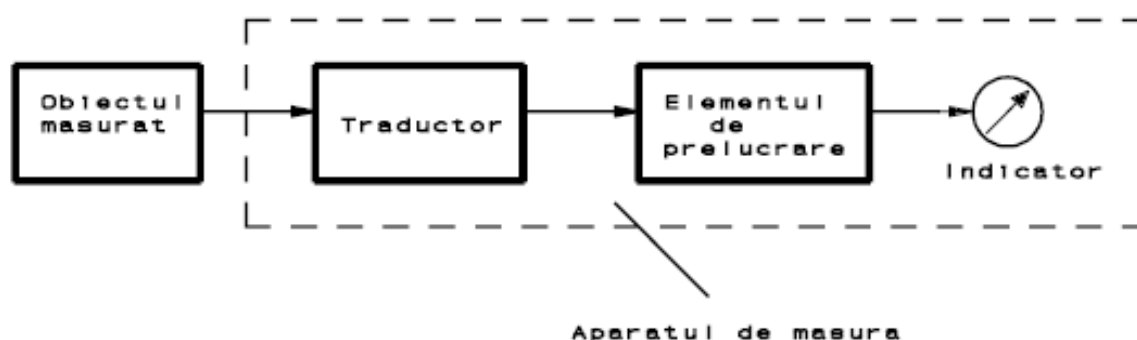 Obiectul
masurat
Traductor
Elementul
de
prelucrare
Indicator
Aparatul de masura